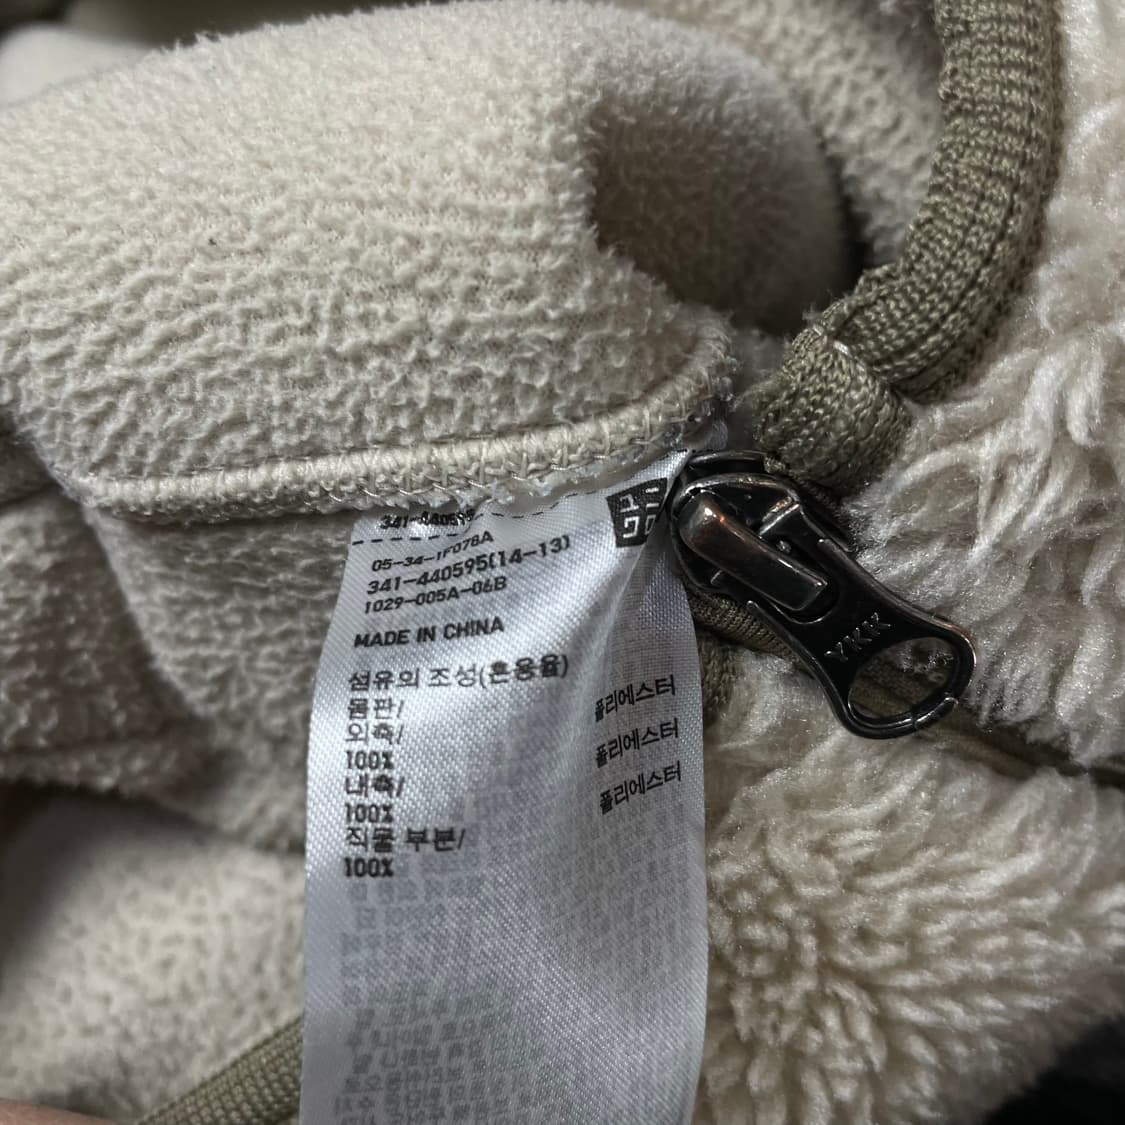 341-440595
05-34-1F078A
341-440595(14-13)
1029-005A-06B
MADE IN CHINA
섬유의 조성(혼용율)
몸판/
외측/
100% 폴리에스터
내측/
100% 폴리에스터
직물 부분/
100% 폴리에스터
YKK